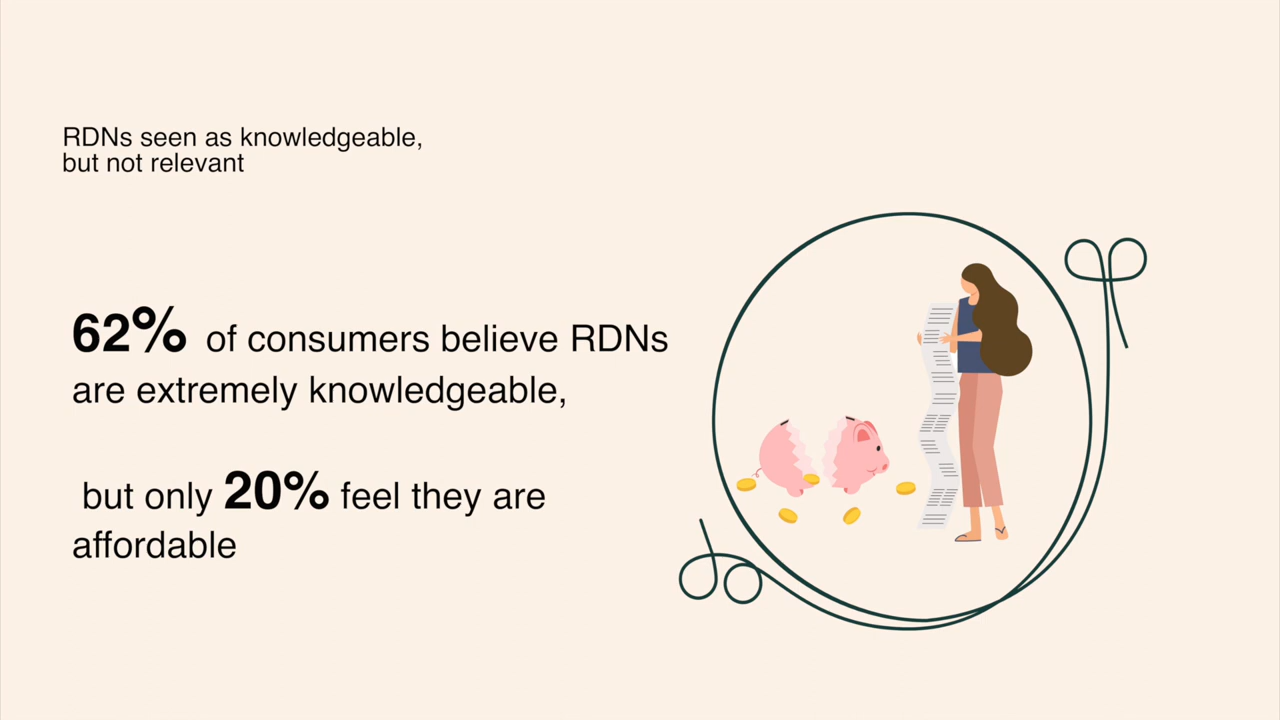 RDNs seen as knowledgeable,
but not relevant
62% of consumers believe RDNs
are extremely knowledgeable,
but only 20% feel they are
affordable